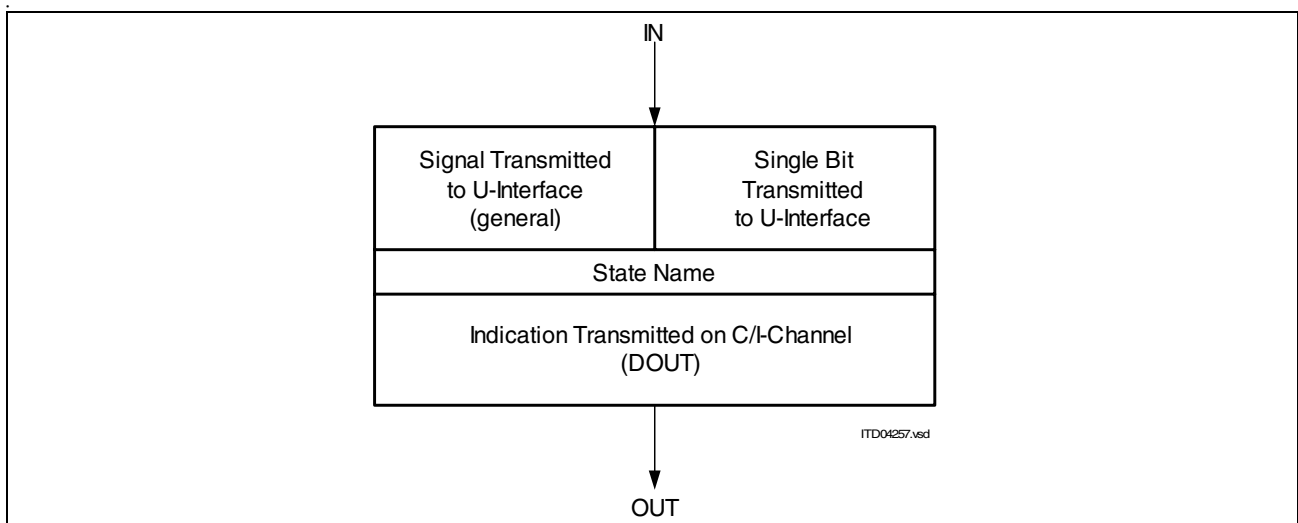 IN
Signal Transmitted
to U-Interface
(general)
Single Bit
Transmitted
to U-Interface
State Name
Indication Transmitted on C/I-Channel
(DOUT)
ITD04257.vsd
OUT